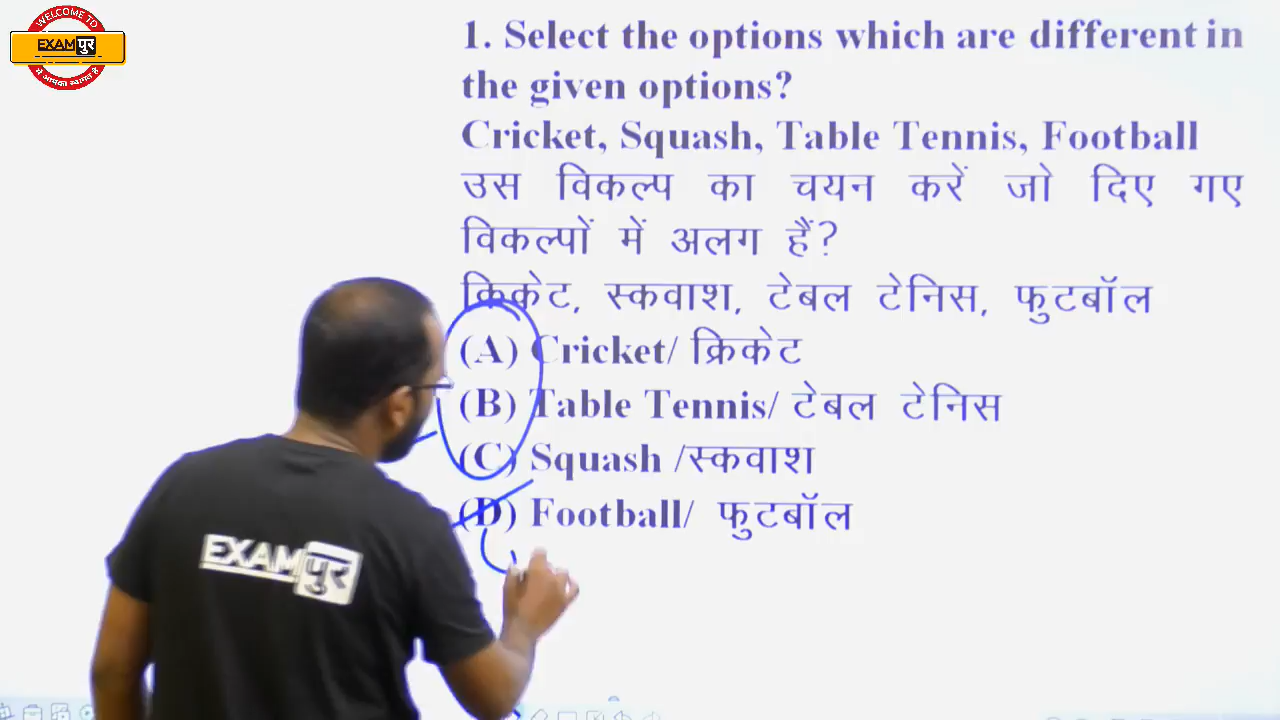 WELCOME TO
EXAMपुर
में आपका स्वागत है
1. Select the options which are different in
the given options?
Cricket, Squash, Table Tennis, Football
उस विकल्प का चयन करें जो दिए गए
विकल्पों में अलग हैं?
क्रिकेट, स्कवाश, टेबल टेनिस, फुटबॉल
(A) Cricket/ क्रिकेट
(B) Table Tennis/ टेबल टेनिस
(C) Squash /स्कवाश
(D) Football/ फुटबॉल
EXAMपुर